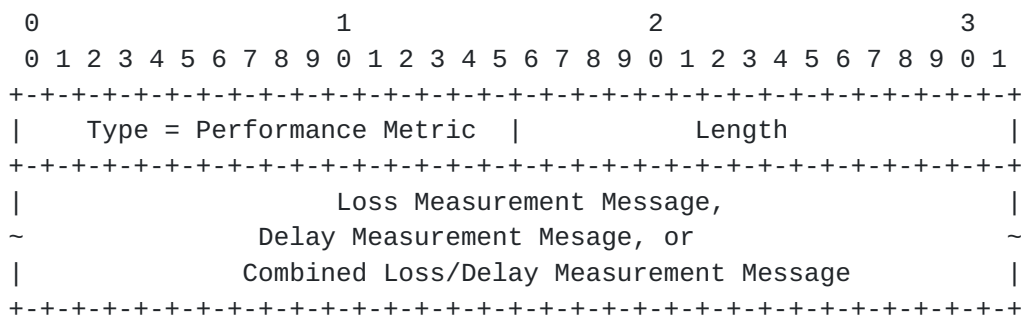 0                   1                   2                   3
0 1 2 3 4 5 6 7 8 9 0 1 2 3 4 5 6 7 8 9 0 1 2 3 4 5 6 7 8 9 0 1
+-+-+-+-+-+-+-+-+-+-+-+-+-+-+-+-+-+-+-+-+-+-+-+-+-+-+-+-+-+-+-+-+
|    Type = Performance Metric  |           Length              |
+-+-+-+-+-+-+-+-+-+-+-+-+-+-+-+-+-+-+-+-+-+-+-+-+-+-+-+-+-+-+-+-+
|                    Loss Measurement Message,                  |
~               Delay Measurement Mesage, or                    ~
|              Combined Loss/Delay Measurement Message          |
+-+-+-+-+-+-+-+-+-+-+-+-+-+-+-+-+-+-+-+-+-+-+-+-+-+-+-+-+-+-+-+-+